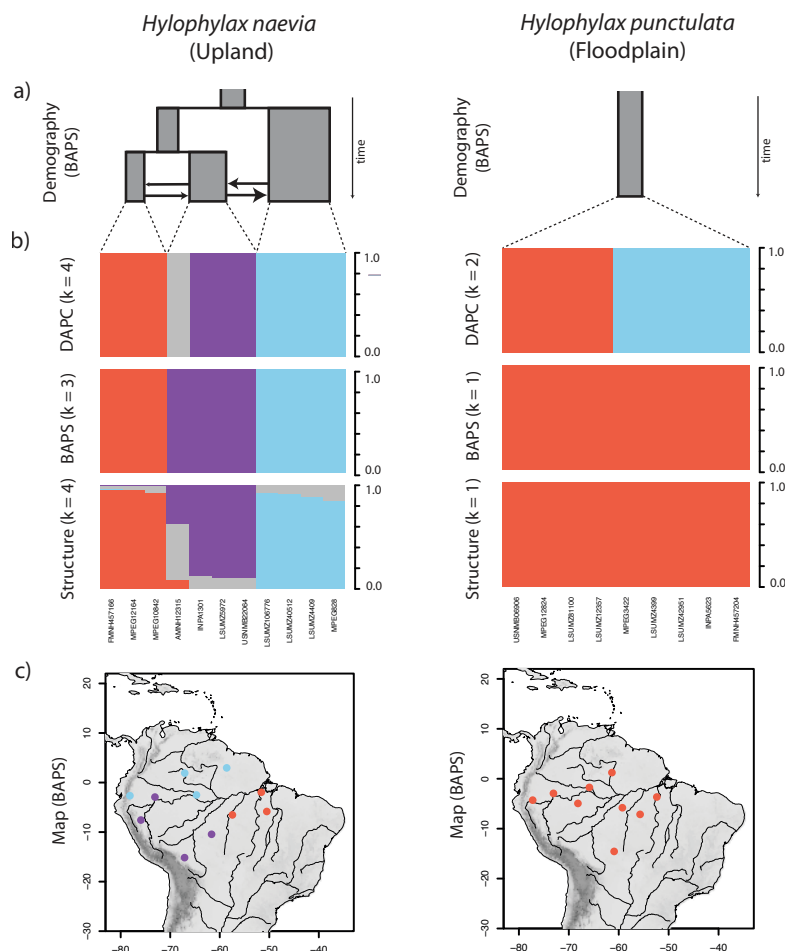 Hylophylax naevia
(Upland)
Hylophylax punctulata
(Floodplain)
a)
Demography
(BAPS)
time
Demography
(BAPS)
time
b)
DAPC (k = 4)
1.0
0.0
DAPC (k = 2)
1.0
0.0
BAPS (k = 3)
1.0
0.0
BAPS (k = 1)
1.0
0.0
Structure (k = 4)
1.0
0.0
Structure (k = 1)
1.0
0.0
FMNH457166
MPEG12164
MPEG10842
AMNH12315
INPA1301
LSUMZ5972
USNMB22064
LSUMZ106776
LSUMZ40512
LSUMZ4409
MPEG828
USNMB06906
MPEG12824
LSUMZ81100
LSUMZ12357
MPEG3422
LSUMZ4399
LSUMZ42951
INPA5623
FMNH457204
c)
Map (BAPS)
20
10
0
−10
−20
−30
−80 −70 −60 −50 −40
Map (BAPS)
20
10
0
−10
−20
−30
−80 −70 −60 −50 −40